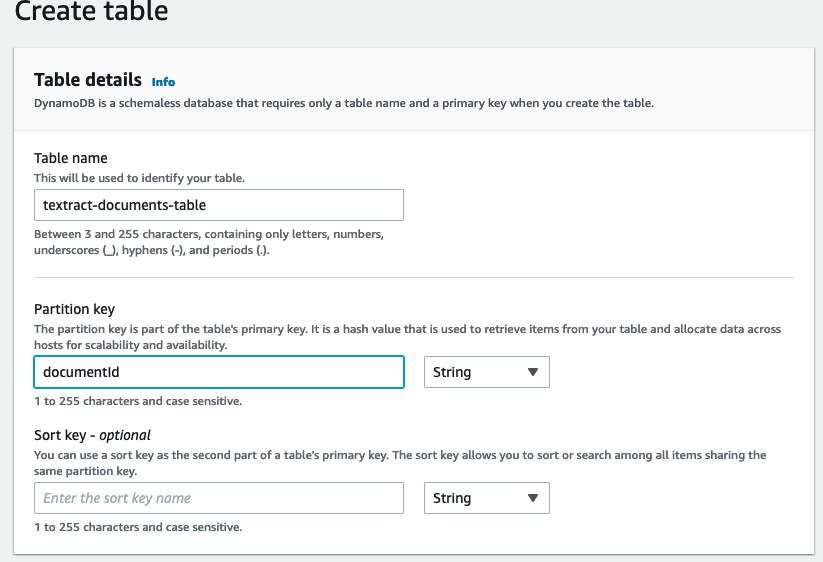 Create table
Table details Info
DynamoDB is a schemaless database that requires only a table name and a primary key when you create the table.
Table name
This will be used to identify your table.
textract-documents-table
Between 3 and 255 characters, containing only letters, numbers,
underscores (_), hyphens (-), and periods (.).
Partition key
The partition key is part of the table's primary key. It is a hash value that is used to retrieve items from your table and allocate data across
hosts for scalability and availability.
documentId String
1 to 255 characters and case sensitive.
Sort key - optional
You can use a sort key as the second part of a table's primary key. The sort key allows you to sort or search among all items sharing the
same partition key.
Enter the sort key name String
1 to 255 characters and case sensitive.